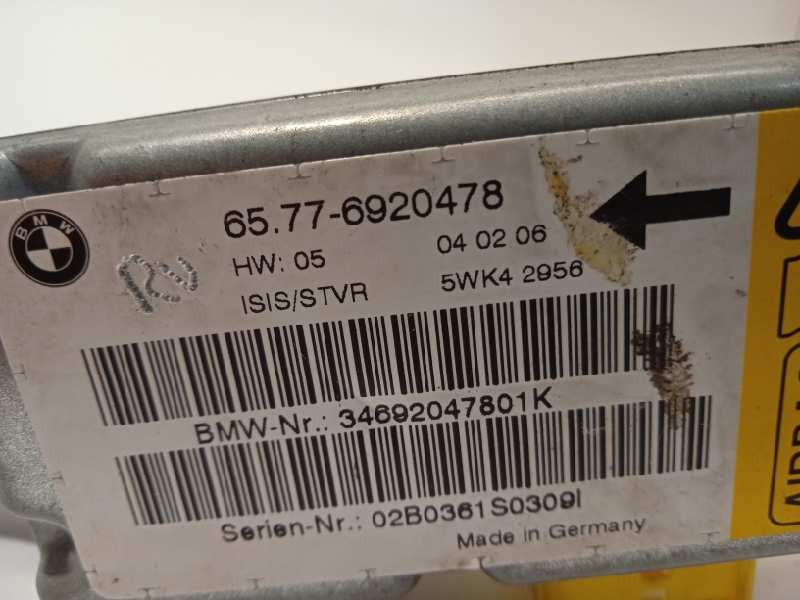 BMW
65.77-6920478
HW: 05 04 02 06
ISIS/STVR 5WK4 2956
BMW-Nr.: 34692047801K
Serien-Nr.: 02B0361S0309I
Made in Germany
AIRBAG